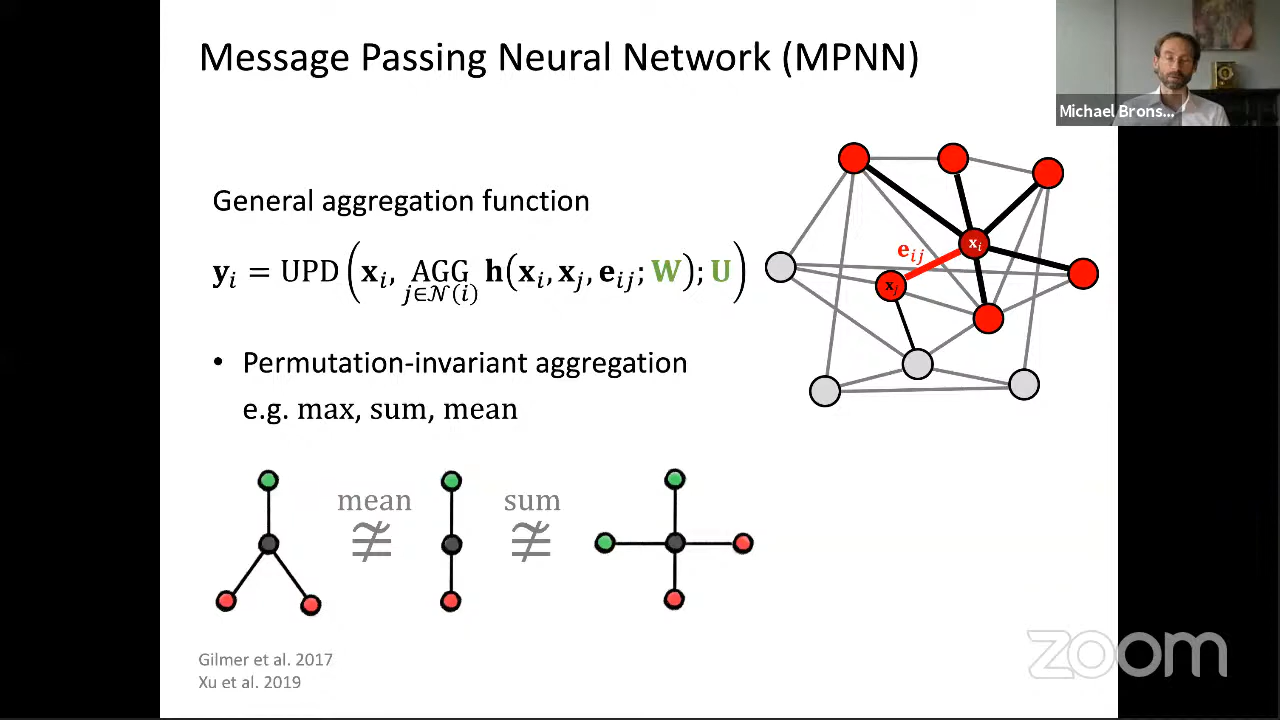 Message Passing Neural Network (MPNN)
Michael Brons...
General aggregation function
y_i = UPD(x_i, AGG_{j∈𝒩(i)} h(x_i, x_j, e_ij; W); U)
e_ij
x_i
x_j
• Permutation-invariant aggregation
e.g. max, sum, mean
mean
≇
sum
≇
Gilmer et al. 2017
Xu et al. 2019
zoom